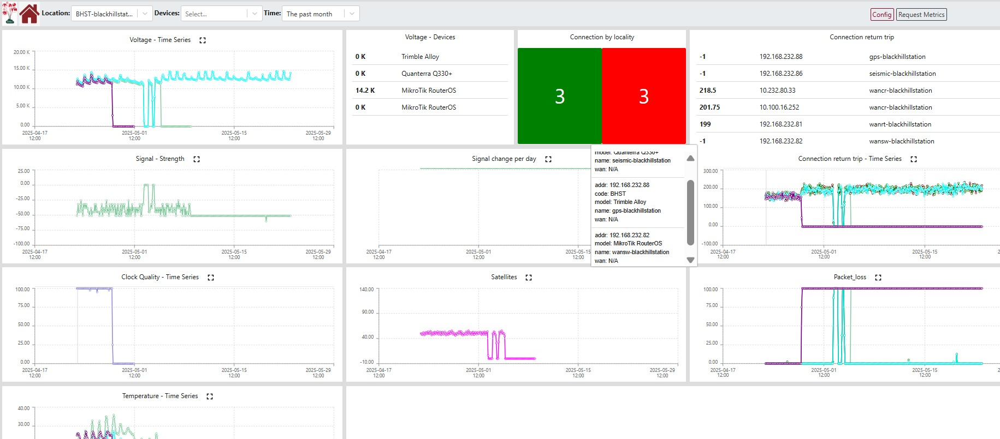 Location: BHST-blackhillstat... Devices: Select... Time: The past month Config Request Metrics
Voltage - Time Series
20.00 K
15.00 K
10.00 K
5.00 K
0.00
2025-04-17 2025-05-01 2025-05-15 2025-05-29
12:00 12:00 12:00 12:00
Voltage - Devices
0 K Trimble Alloy
0 K Quanterra Q330+
14.2 K MikroTik RouterOS
0 K MikroTik RouterOS
Connection by locality
3 3
Connection return trip
-1 192.168.232.88 gps-blackhillstation
-1 192.168.232.86 seismic-blackhillstation
218.5 10.232.80.33 wancr-blackhillstation
201.75 10.100.16.252 wancr-blackhillstation
199 192.168.232.81 wanrt-blackhillstation
-1 192.168.232.82 wansw-blackhillstation
Signal - Strength
25.00
0.00
-25.00
-50.00
-75.00
-100.00
2025-04-17 2025-05-01 2025-05-15 2025-05-29
12:00 12:00 12:00 12:00
Signal change per day
2025-04-17 2025-05-01 2025-05-15
12:00 12:00 12:00
model: Quanterra Q330+
name: seismic-blackhillstation
wan: N/A
addr: 192.168.232.88
code: BHST
model: Trimble Alloy
name: gps-blackhillstation
wan: N/A
addr: 192.168.232.82
model: MikroTik RouterOS
name: wansw-blackhillstation
wan: N/A
Connection return trip - Time Series
300.00
200.00
100.00
0.00
-100.00
2025-04-17 2025-05-01 2025-05-15 2
12:00 12:00 12:00
Clock Quality - Time Series
100.00
75.00
50.00
25.00
0.00
2025-04-17 2025-05-01 2025-05-15 2025-05-29
12:00 12:00 12:00 12:00
Satellites
140.00
90.00
40.00
-10.00
2025-04-17 2025-05-01 2025-05-15 2025-05-29
12:00 12:00 12:00 12:00
Packet_loss
100.00
75.00
50.00
25.00
0.00
2025-04-17 2025-05-01 2025-05-15 2
12:00 12:00 12:00
Temperature - Time Series
40.00
30.00